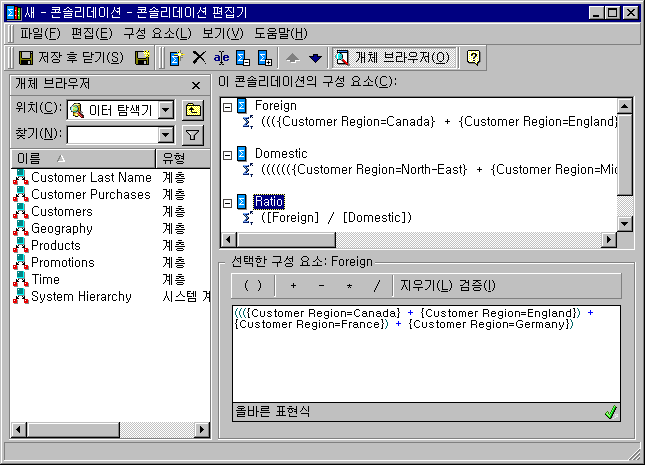 새 - 콘솔리데이션 - 콘솔리데이션 편집기
파일(F) 편집(E) 구성 요소(L) 보기(V) 도움말(H)
저장 후 닫기(S) 개체 브라우저(O)
개체 브라우저
위치(C): 이터 탐색기
찾기(N):
이름 유형
Customer Last Name 계층
Customer Purchases 계층
Customers 계층
Geography 계층
Products 계층
Promotions 계층
Time 계층
System Hierarchy 시스템 계
이 콘솔리데이션의 구성 요소(C):
Foreign
((({Customer Region=Canada} + {Customer Region=England}
Domestic
(((((({Customer Region=North-East} + {Customer Region=Mid
Ratio
([Foreign] / [Domestic])
선택한 구성 요소: Foreign
( ) + - * / 지우기(L) 검증(I)
((({Customer Region=Canada} + {Customer Region=England}) +
{Customer Region=France}) + {Customer Region=Germany})
올바른 표현식